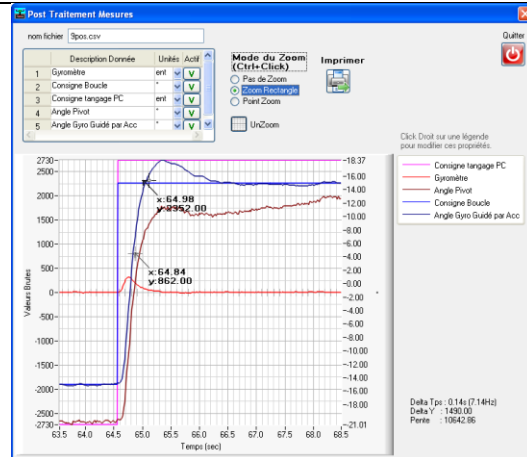 Post Traitement Mesures
nom fichier 9pos.csv
Quitter
Description Donnée Unités Actif
1 Gyromètre ent V
2 Consigne Boucle ° V
3 Consigne tangage PC ent V
4 Angle Pivot ° V
5 Angle Gyro Guidé par Acc ° V
Mode du Zoom
(Ctrl+Click)
Pas de Zoom
Zoom Rectangle
Point Zoom
UnZoom
Imprimer
Click Droit sur une légende
pour modifier ces propriétés.
Consigne tangage PC
Gyromètre
Angle Pivot
Consigne Boucle
Angle Gyro Guidé par Acc
Valeurs Brutes
2730
2500
2000
1500
1000
500
0
-500
-1000
-1500
-2000
-2500
-2730
x:64.98
y:2352.00
x:64.84
y:862.00
18.37
16.00
14.00
12.00
10.00
8.00
6.00
4.00
2.00
0.00
-2.00
-4.00
-6.00
-8.00
-10.00
-12.00
-14.00
-16.00
-18.00
-21.01
63.5 64.0 64.5 65.0 65.5 66.0 66.5 67.0 67.5 68.0 68.5
Temps (sec)
Delta Tps : 0.14s (7.14Hz)
Delta Y : 1490.00
Pente : 10642.86